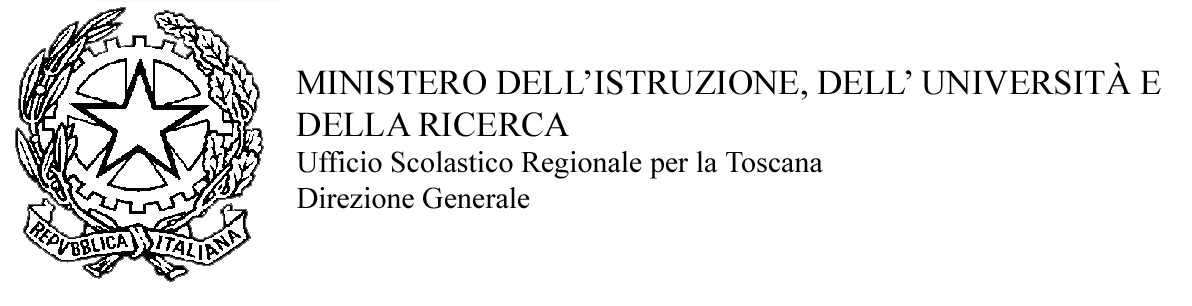 MINISTERO DELL’ISTRUZIONE, DELL’ UNIVERSITÀ E
DELLA RICERCA
Ufficio Scolastico Regionale per la Toscana
Direzione Generale
REPVBBLICA ITALIANA